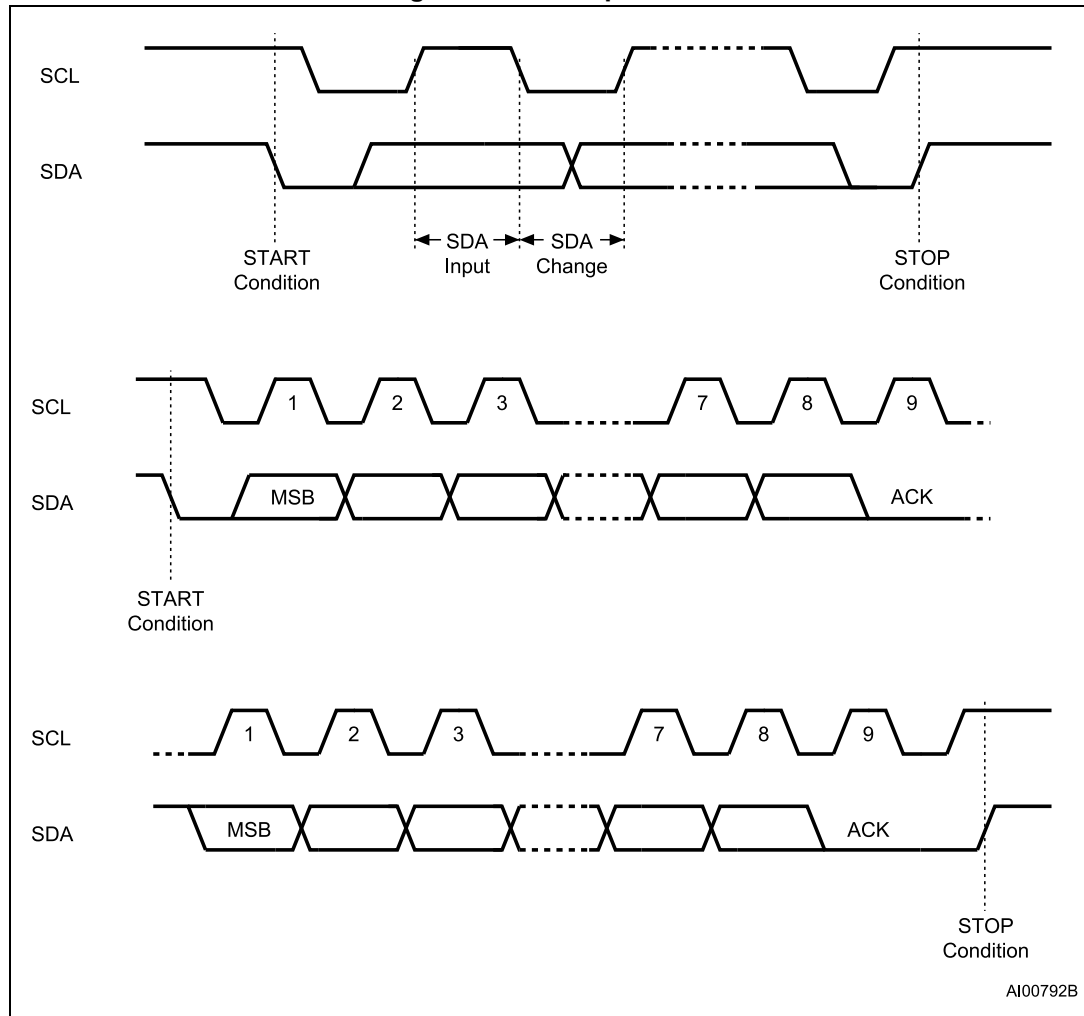 SCL
SDA
START
Condition
SDA
Input
SDA
Change
STOP
Condition
SCL
1 2 3 7 8 9
SDA
MSB
ACK
START
Condition
SCL
1 2 3 7 8 9
SDA
MSB
ACK
STOP
Condition
AI00792B